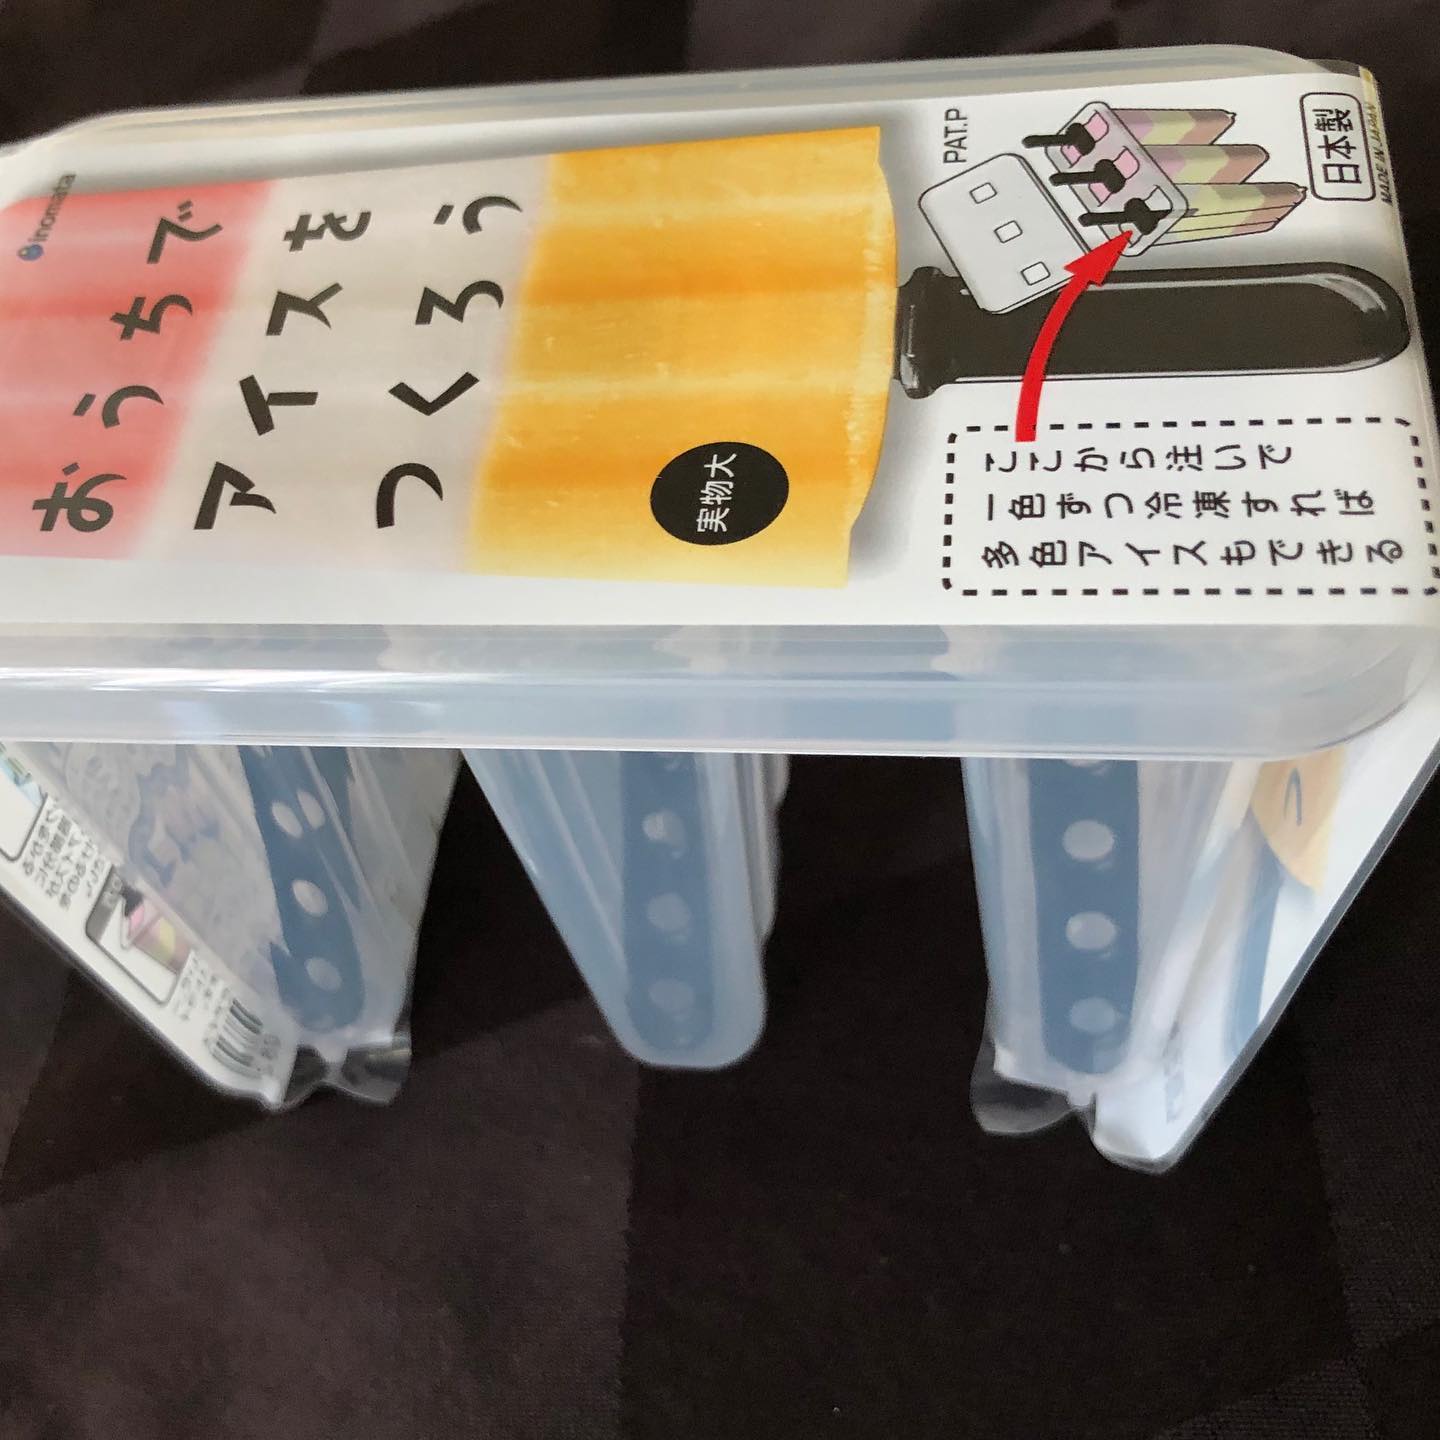 inomata
おうちで
アイスを
つくろう
実物大
PAT.P
日本製
MADE IN JAPAN
ここから注いで
一色ずつ冷凍すれば
多色アイスもできる